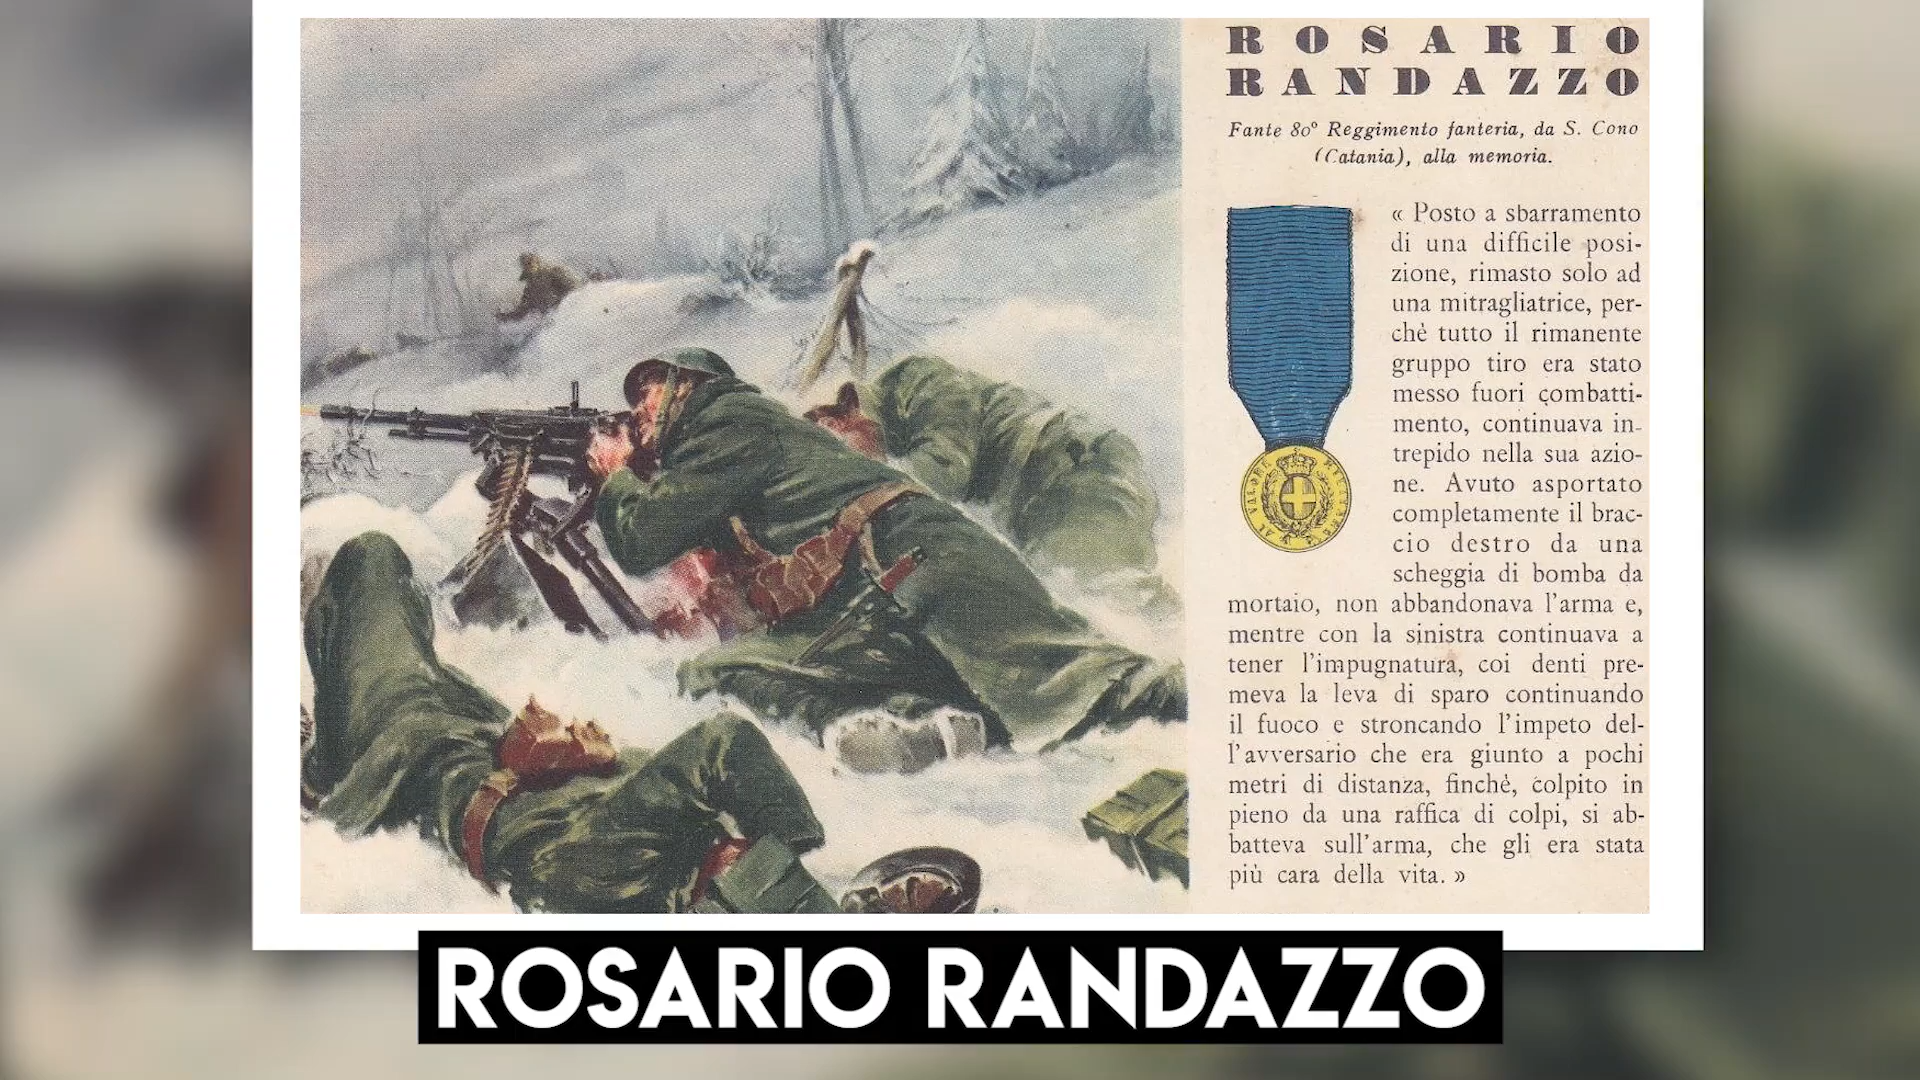 ROSARIO
RANDAZZO
Fante 80° Reggimento fanteria, da S. Cono
(Catania), alla memoria.
« Posto a sbarramento
di una difficile posi-
zione, rimasto solo ad
una mitragliatrice, per-
chè tutto il rimanente
gruppo tiro era stato
messo fuori combatti-
mento, continuava in-
trepido nella sua azio-
ne. Avuto asportato
completamente il brac-
cio destro da una
scheggia di bomba da
mortaio, non abbandonava l'arma e,
mentre con la sinistra continuava a
tener l'impugnatura, coi denti pre-
meva la leva di sparo continuando
il fuoco e stroncando l'impeto del-
l'avversario che era giunto a pochi
metri di distanza, finchè, colpito in
pieno da una raffica di colpi, si ab-
batteva sull'arma, che gli era stata
più cara della vita. »
ROSARIO RANDAZZO